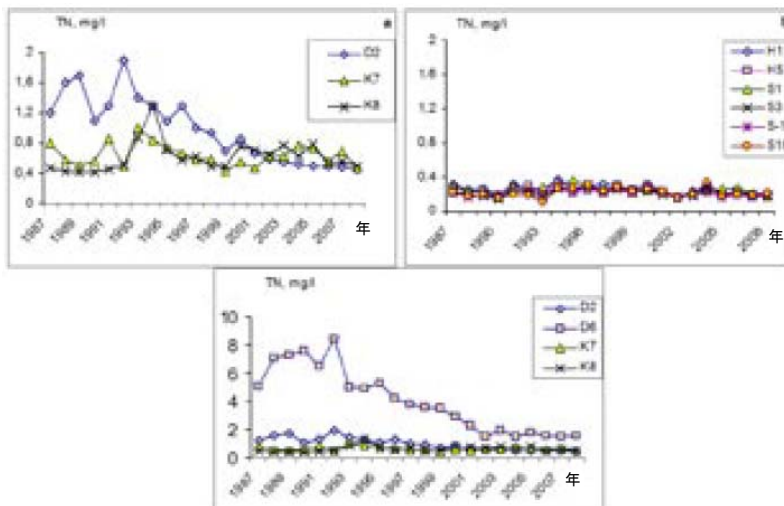 TN, mg/l
a
D2
K7
K8
2
1.6
1.2
0.8
0.4
0
1987
1989
1991
1993
1995
1997
1999
2001
2003
2005
2007
年
TN, mg/l
H1
H5
S1
S3
2
1.6
1.2
0.8
0.4
0
1987
1990
1993
1996
1999
2002
2005
年
TN, mg/l
D2
D6
K7
K8
10
8
6
4
2
0
1987
1989
1991
1993
1995
1997
1999
2001
2003
2005
2007
年